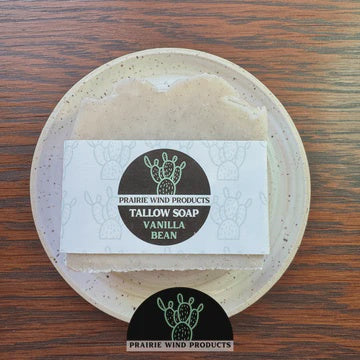 PRAIRIE WIND PRODUCTS
TALLOW SOAP
VANILLA
BEAN
PRAIRIE WIND PRODUCTS